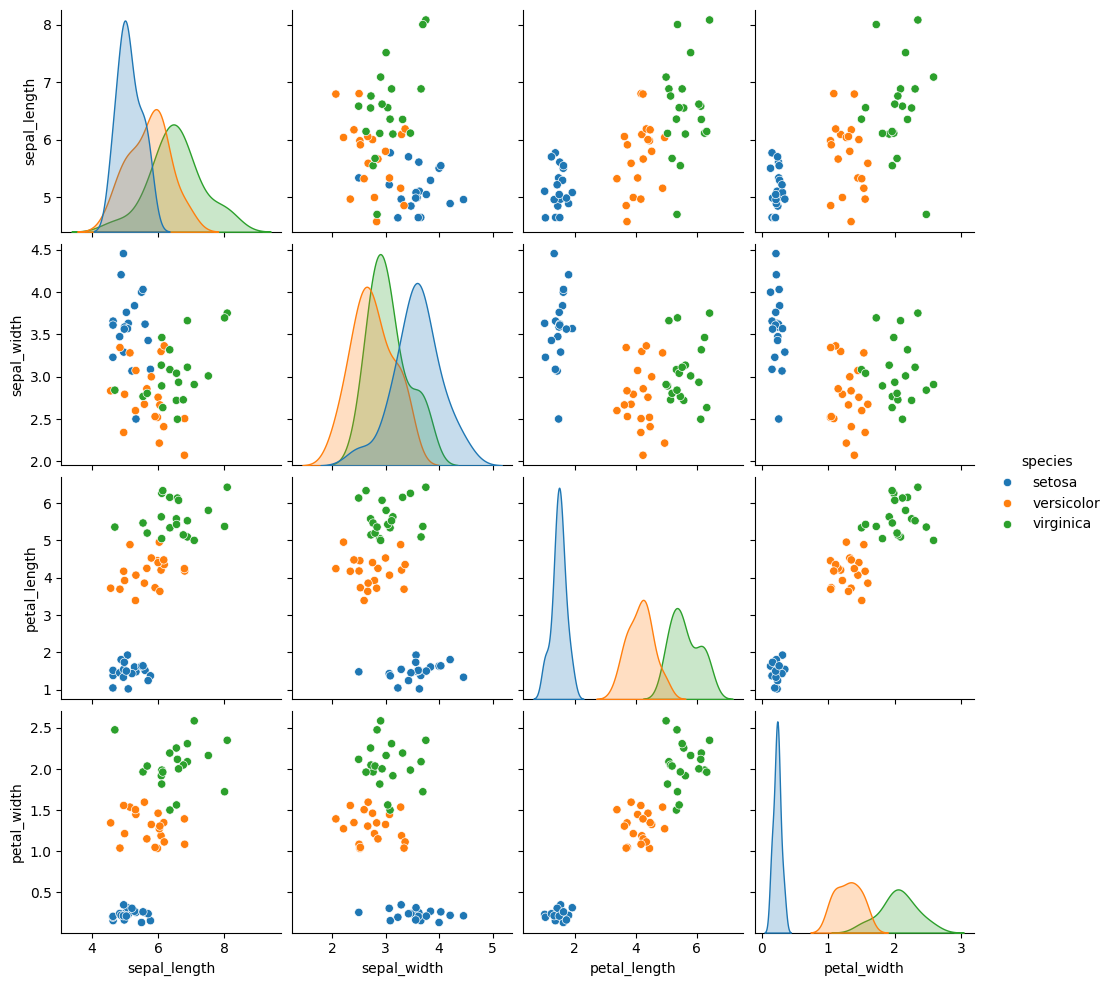 sepal_length
8
7
6
5
sepal_width
4.5
4.0
3.5
3.0
2.5
2.0
species
setosa
versicolor
virginica
petal_length
6
5
4
3
2
1
petal_width
2.5
2.0
1.5
1.0
0.5
4 6 8 2 3 4 5 2 4 6 0 1 2 3
sepal_length sepal_width petal_length petal_width